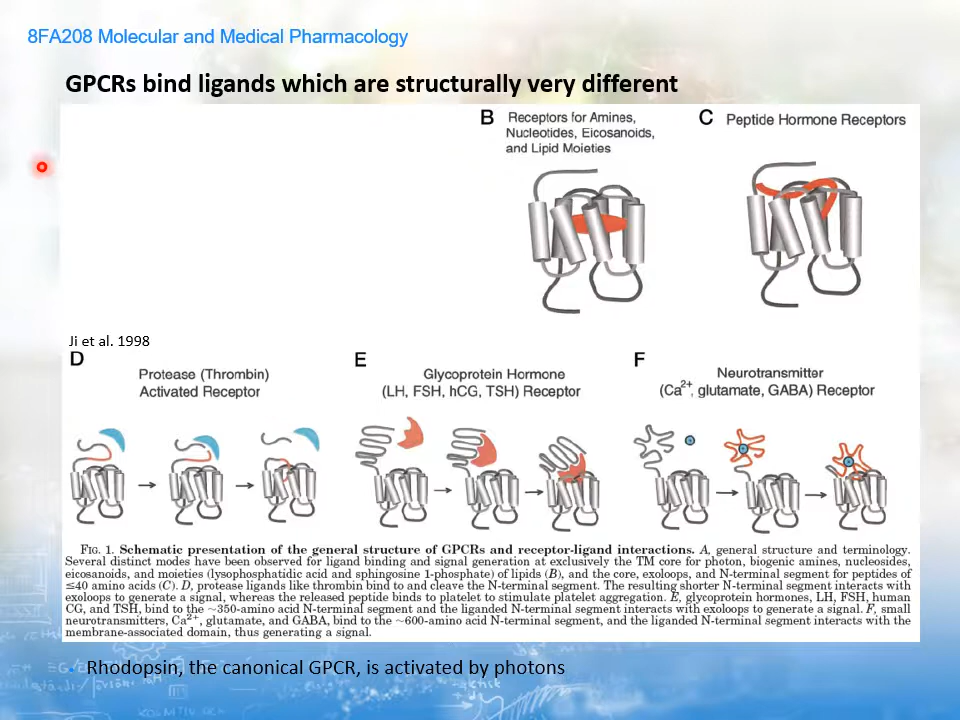 8FA208 Molecular and Medical Pharmacology
GPCRs bind ligands which are structurally very different
B Receptors for Amines,
Nucleotides, Eicosanoids,
and Lipid Moieties
C Peptide Hormone Receptors
Ji et al. 1998
D Protease (Thrombin)
Activated Receptor
E Glycoprotein Hormone
(LH, FSH, hCG, TSH) Receptor
F Neurotransmitter
(Ca2+, glutamate, GABA) Receptor
FIG. 1. Schematic presentation of the general structure of GPCRs and receptor-ligand interactions. A, general structure and terminology.
Several distinct modes have been observed for ligand binding and signal generation at exclusively the TM core for photon, biogenic amines, nucleosides,
eicosanoids, and moieties (lysophosphatidic acid and sphingosine 1-phosphate) of lipids (B), and the core, exoloops, and N-terminal segment for peptides of
≤40 amino acids (C). D, protease ligands like thrombin bind to and cleave the N-terminal segment. The resulting shorter N-terminal segment interacts with
exoloops to generate a signal, whereas the released peptide binds to platelet to stimulate platelet aggregation. E, glycoprotein hormones, LH, FSH, human
CG, and TSH, bind to the ~350-amino acid N-terminal segment and the liganded N-terminal segment interacts with exoloops to generate a signal. F, small
neurotransmitters, Ca2+, glutamate, and GABA, bind to the ~600-amino acid N-terminal segment, and the liganded N-terminal segment interacts with the
membrane-associated domain, thus generating a signal.
Rhodopsin, the canonical GPCR, is activated by photons